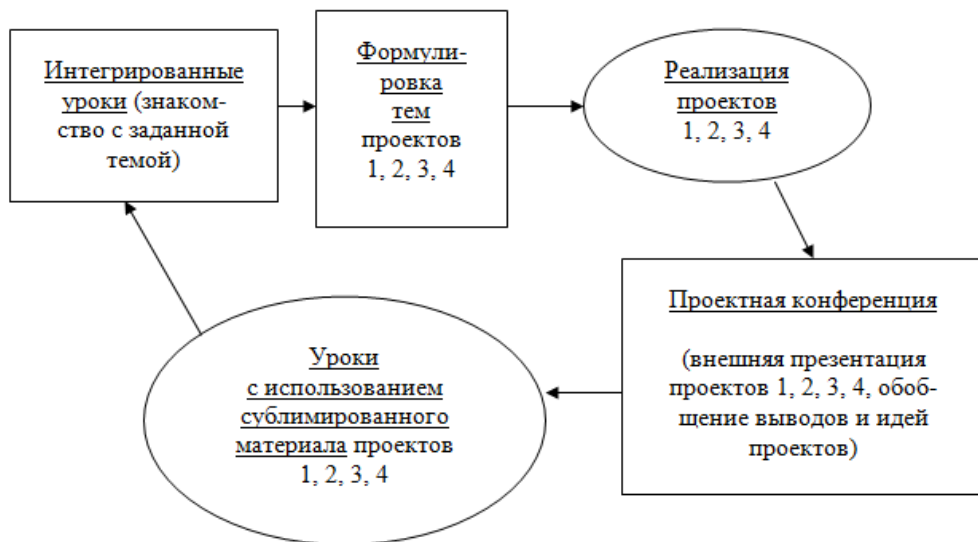 Интегрированные
уроки (знаком-
ство с заданной
темой)
Формули-
ровка
тем
проектов
1, 2, 3, 4
Реализация
проектов
1, 2, 3, 4
Проектная конференция
(внешняя презентация
проектов 1, 2, 3, 4, обоб-
щение выводов и идей
проектов)
Уроки
с использованием
сублимированного
материала проектов
1, 2, 3, 4